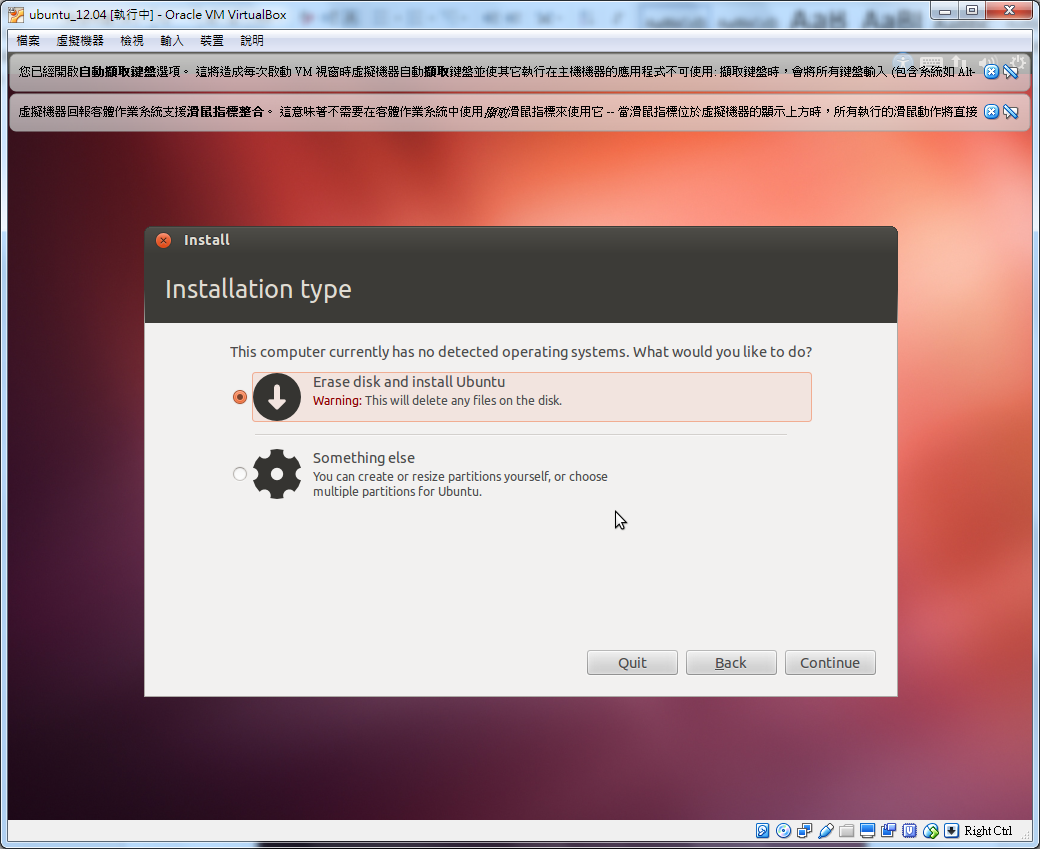 ubuntu_12.04 [執行中] - Oracle VM VirtualBox
檔案 虛擬機器 檢視 輸入 裝置 說明
您已經開啟自動擷取鍵盤選項。 這將造成每次啟動 VM 視窗時虛擬機器自動擷取鍵盤並使其它執行在主機機器的應用程式不可使用: 擷取鍵盤時，會將所有鍵盤輸入 (包含系統如 Alt-
虛擬機器回報客體作業系統支援滑鼠指標整合。 這意味著不需要在客體作業系統中使用滑鼠指標來使用它 -- 當滑鼠指標位於虛擬機器的顯示上方時，所有執行的滑鼠動作將直接
Install
Installation type
This computer currently has no detected operating systems. What would you like to do?
Erase disk and install Ubuntu
Warning: This will delete any files on the disk.
Something else
You can create or resize partitions yourself, or choose
multiple partitions for Ubuntu.
Quit Back Continue
Right Ctrl